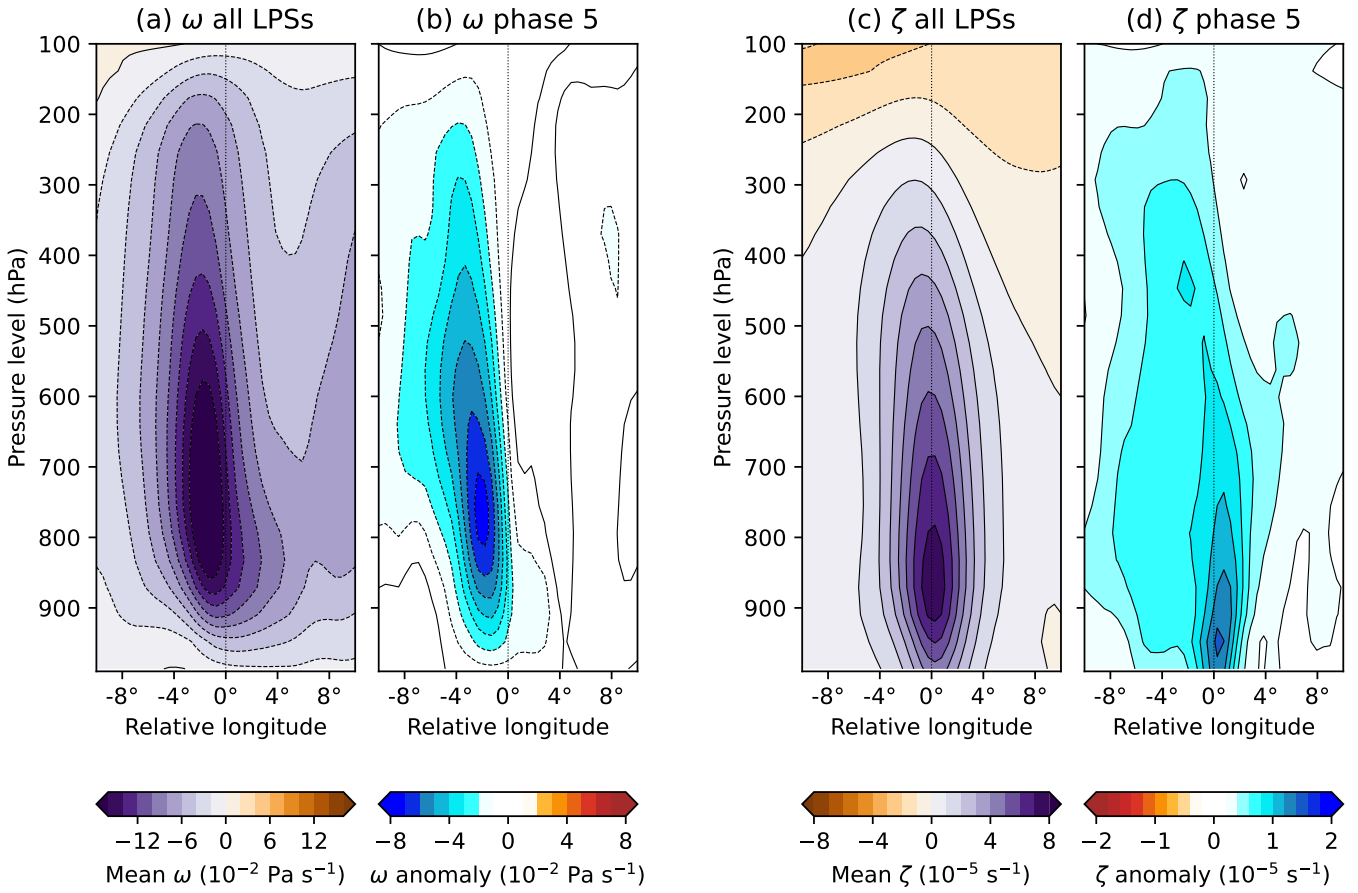 (a) ω all LPSs
(b) ω phase 5
(c) ζ all LPSs
(d) ζ phase 5
Pressure level (hPa)
100
200
300
400
500
600
700
800
900
-8° -4° 0° 4° 8°
Relative longitude
-8° -4° 0° 4° 8°
Relative longitude
Pressure level (hPa)
100
200
300
400
500
600
700
800
900
-8° -4° 0° 4° 8°
Relative longitude
-8° -4° 0° 4° 8°
Relative longitude
−12 −6 0 6 12
Mean ω (10⁻² Pa s⁻¹)
−8 −4 0 4 8
ω anomaly (10⁻² Pa s⁻¹)
−8 −4 0 4 8
Mean ζ (10⁻⁵ s⁻¹)
−2 −1 0 1 2
ζ anomaly (10⁻⁵ s⁻¹)